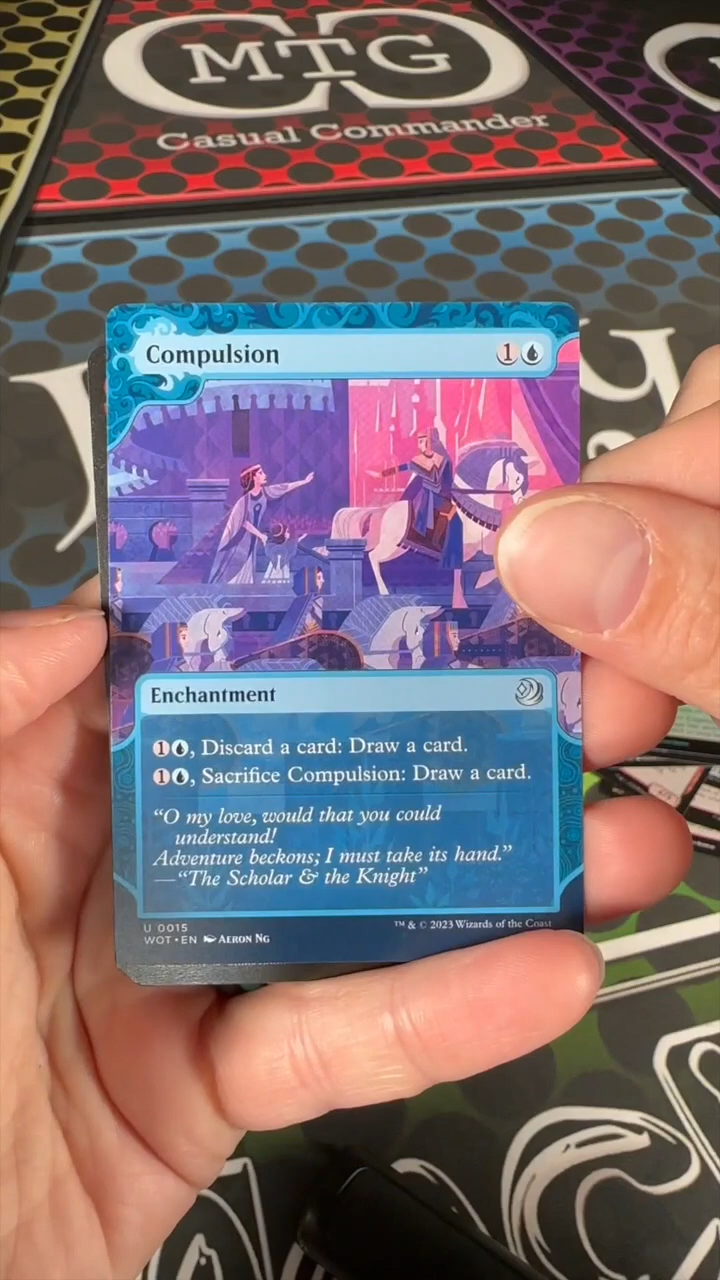 MTG
Casual Commander
Compulsion 1
Enchantment
1, Discard a card: Draw a card.
1, Sacrifice Compulsion: Draw a card.
“O my love, would that you could
understand!
Adventure beckons; I must take its hand.”
—“The Scholar & the Knight”
U 0015
WOT • EN AERON NG
™ & © 2023 Wizards of the Coast